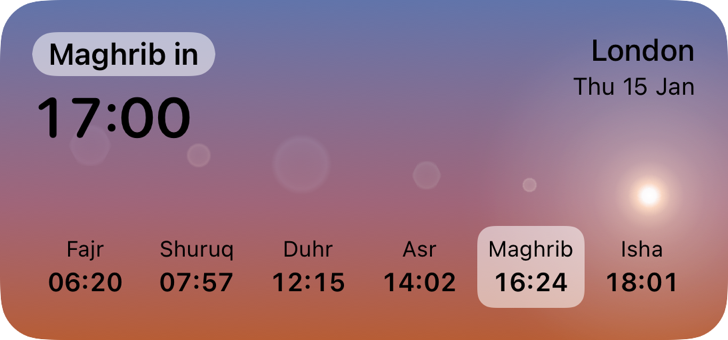 Maghrib in
17:00
London
Thu 15 Jan
Fajr Shuruq Duhr Asr Maghrib Isha
06:20 07:57 12:15 14:02 16:24 18:01